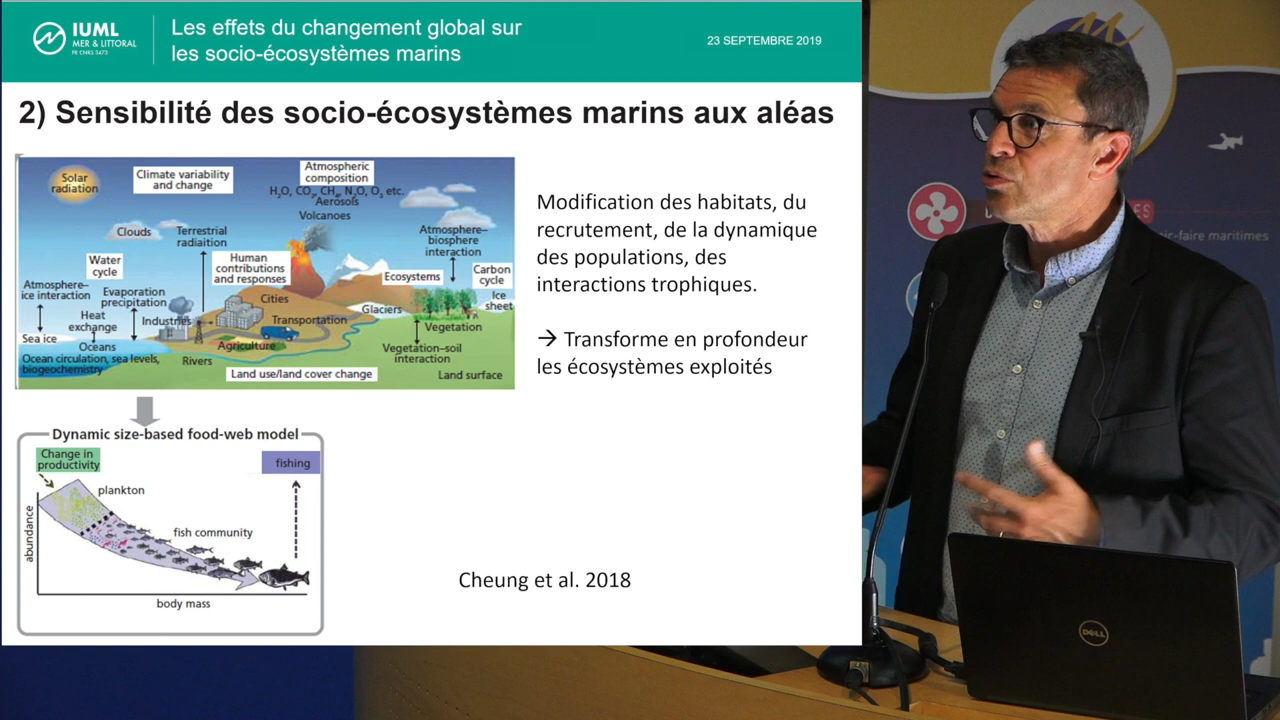 IUML
MER & LITTORAL
FR CNRS 3473
Les effets du changement global sur
les socio-écosystèmes marins
23 SEPTEMBRE 2019
2) Sensibilité des socio-écosystèmes marins aux aléas
Solar
radiation
Climate variability
and change
Atmospheric
composition
H₂O, CO₂, CH₄, N₂O, O₃ etc.
Aerosols
Volcanoes
Clouds
Terrestrial
radiaition
Atmosphere–
biosphere
interaction
Water
cycle
Human
contributions
and responses
Ecosystems
Carbon
cycle
Atmosphere–
ice interaction
Evaporation
precipitation
Cities
Ice
sheet
Heat
exchange
Industries
Transportation
Glaciers
Vegetation
Sea ice
Oceans
Agriculture
Vegetation–soil
interaction
Ocean circulation, sea levels,
biogeochemistry
Rivers
Land use/land cover change
Land surface
Modification des habitats, du
recrutement, de la dynamique
des populations, des
interactions trophiques.
→ Transforme en profondeur
les écosystèmes exploités
Dynamic size-based food-web model
Change in
productivity
fishing
plankton
fish community
abundance
body mass
Cheung et al. 2018
ir-faire maritimes
DELL